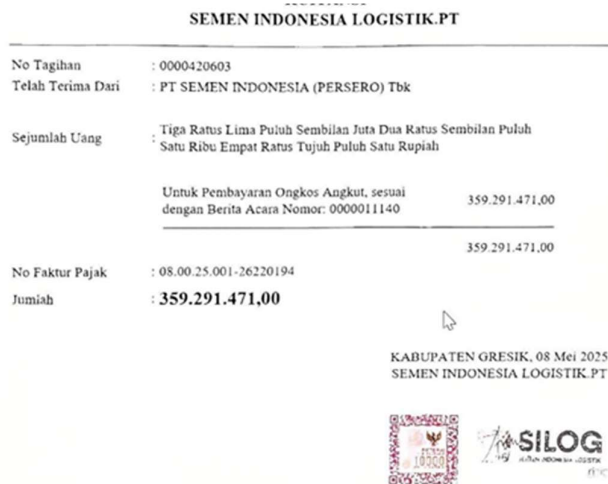 SEMEN INDONESIA LOGISTIK.PT
No Tagihan : 0000420603
Telah Terima Dari : PT SEMEN INDONESIA (PERSERO) Tbk
Sejumlah Uang : Tiga Ratus Lima Puluh Sembilan Juta Dua Ratus Sembilan Puluh
Satu Ribu Empat Ratus Tujuh Puluh Satu Rupiah
Untuk Pembayaran Ongkos Angkut, sesuai
dengan Berita Acara Nomor: 0000011140
359.291.471,00
359.291.471,00
No Faktur Pajak : 08.00.25.001-26220194
Jumlah : 359.291.471,00
KABUPATEN GRESIK, 08 Mei 2025
SEMEN INDONESIA LOGISTIK.PT
10000
SILOG